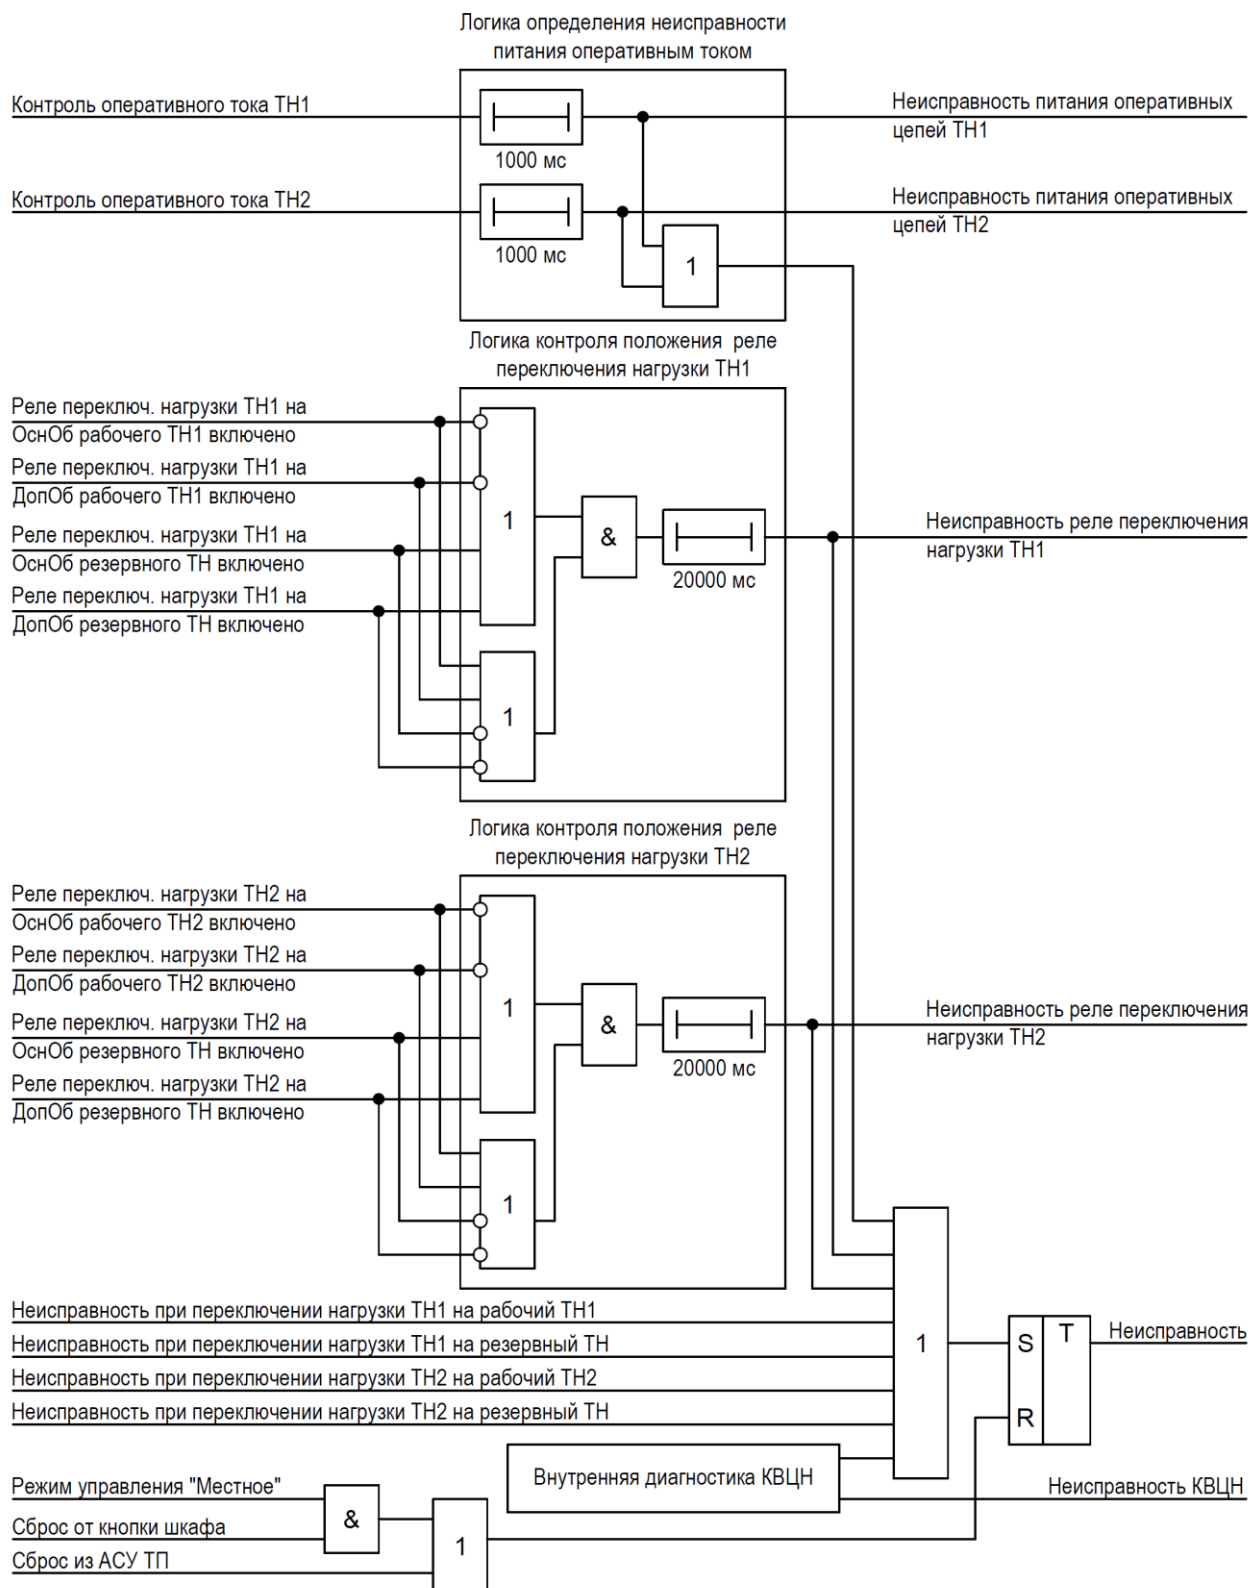 Логика определения неисправности
питания оперативным током
Контроль оперативного тока ТН1
1000 мс
Неисправность питания оперативных
цепей ТН1
Контроль оперативного тока ТН2
1000 мс
1
Неисправность питания оперативных
цепей ТН2
Логика контроля положения реле
переключения нагрузки ТН1
Реле переключ. нагрузки ТН1 на
ОснОб рабочего ТН1 включено
Реле переключ. нагрузки ТН1 на
ДопОб рабочего ТН1 включено
Реле переключ. нагрузки ТН1 на
ОснОб резервного ТН включено
Реле переключ. нагрузки ТН1 на
ДопОб резервного ТН включено
1
&
20000 мс
1
Неисправность реле переключения
нагрузки ТН1
Логика контроля положения реле
переключения нагрузки ТН2
Реле переключ. нагрузки ТН2 на
ОснОб рабочего ТН2 включено
Реле переключ. нагрузки ТН2 на
ДопОб рабочего ТН2 включено
Реле переключ. нагрузки ТН2 на
ОснОб резервного ТН включено
Реле переключ. нагрузки ТН2 на
ДопОб резервного ТН включено
1
&
20000 мс
1
Неисправность реле переключения
нагрузки ТН2
Неисправность при переключении нагрузки ТН1 на рабочий ТН1
Неисправность при переключении нагрузки ТН1 на резервный ТН
Неисправность при переключении нагрузки ТН2 на рабочий ТН2
Неисправность при переключении нагрузки ТН2 на резервный ТН
1
S
T
R
Неисправность
Внутренняя диагностика КВЦН
Неисправность КВЦН
Режим управления "Местное"
Сброс от кнопки шкафа
Сброс из АСУ ТП
&
1